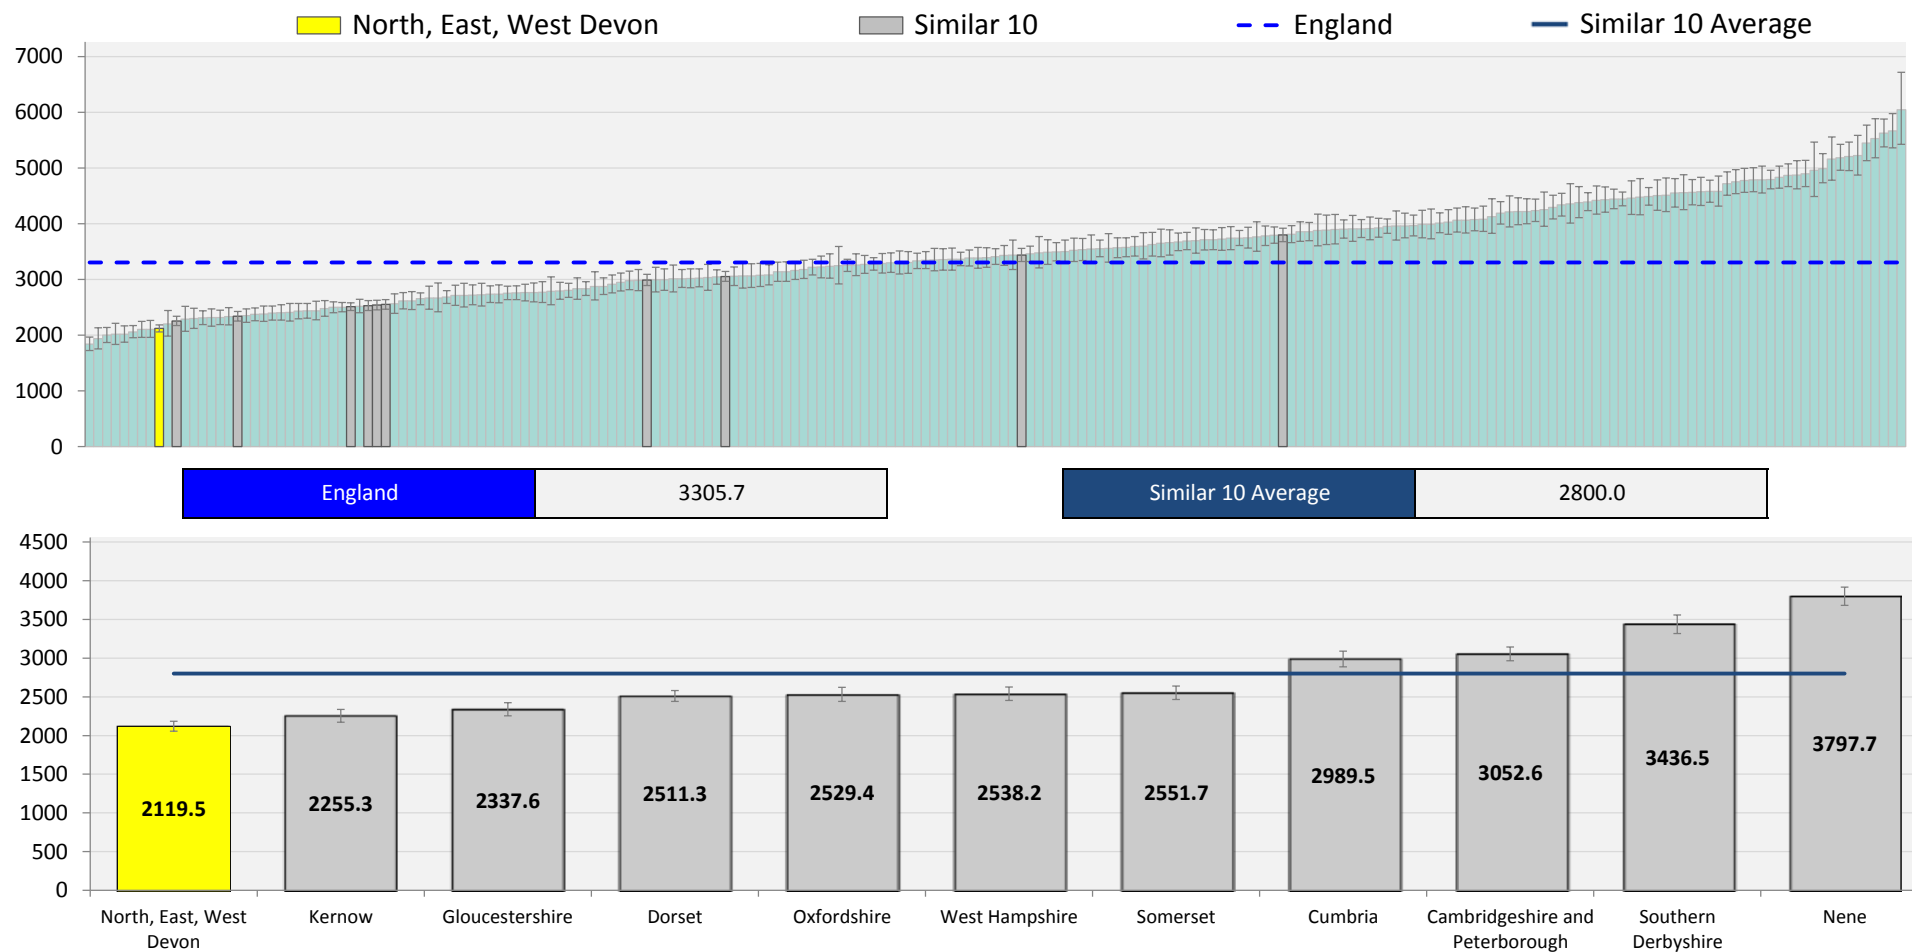 North, East, West Devon
Similar 10
England
Similar 10 Average
7000
6000
5000
4000
3000
2000
1000
0
England
3305.7
Similar 10 Average
2800.0
4500
4000
3500
3000
2500
2000
1500
1000
500
0
2119.5
2255.3
2337.6
2511.3
2529.4
2538.2
2551.7
2989.5
3052.6
3436.5
3797.7
North, East, West
Devon
Kernow
Gloucestershire
Dorset
Oxfordshire
West Hampshire
Somerset
Cumbria
Cambridgeshire and
Peterborough
Southern
Derbyshire
Nene